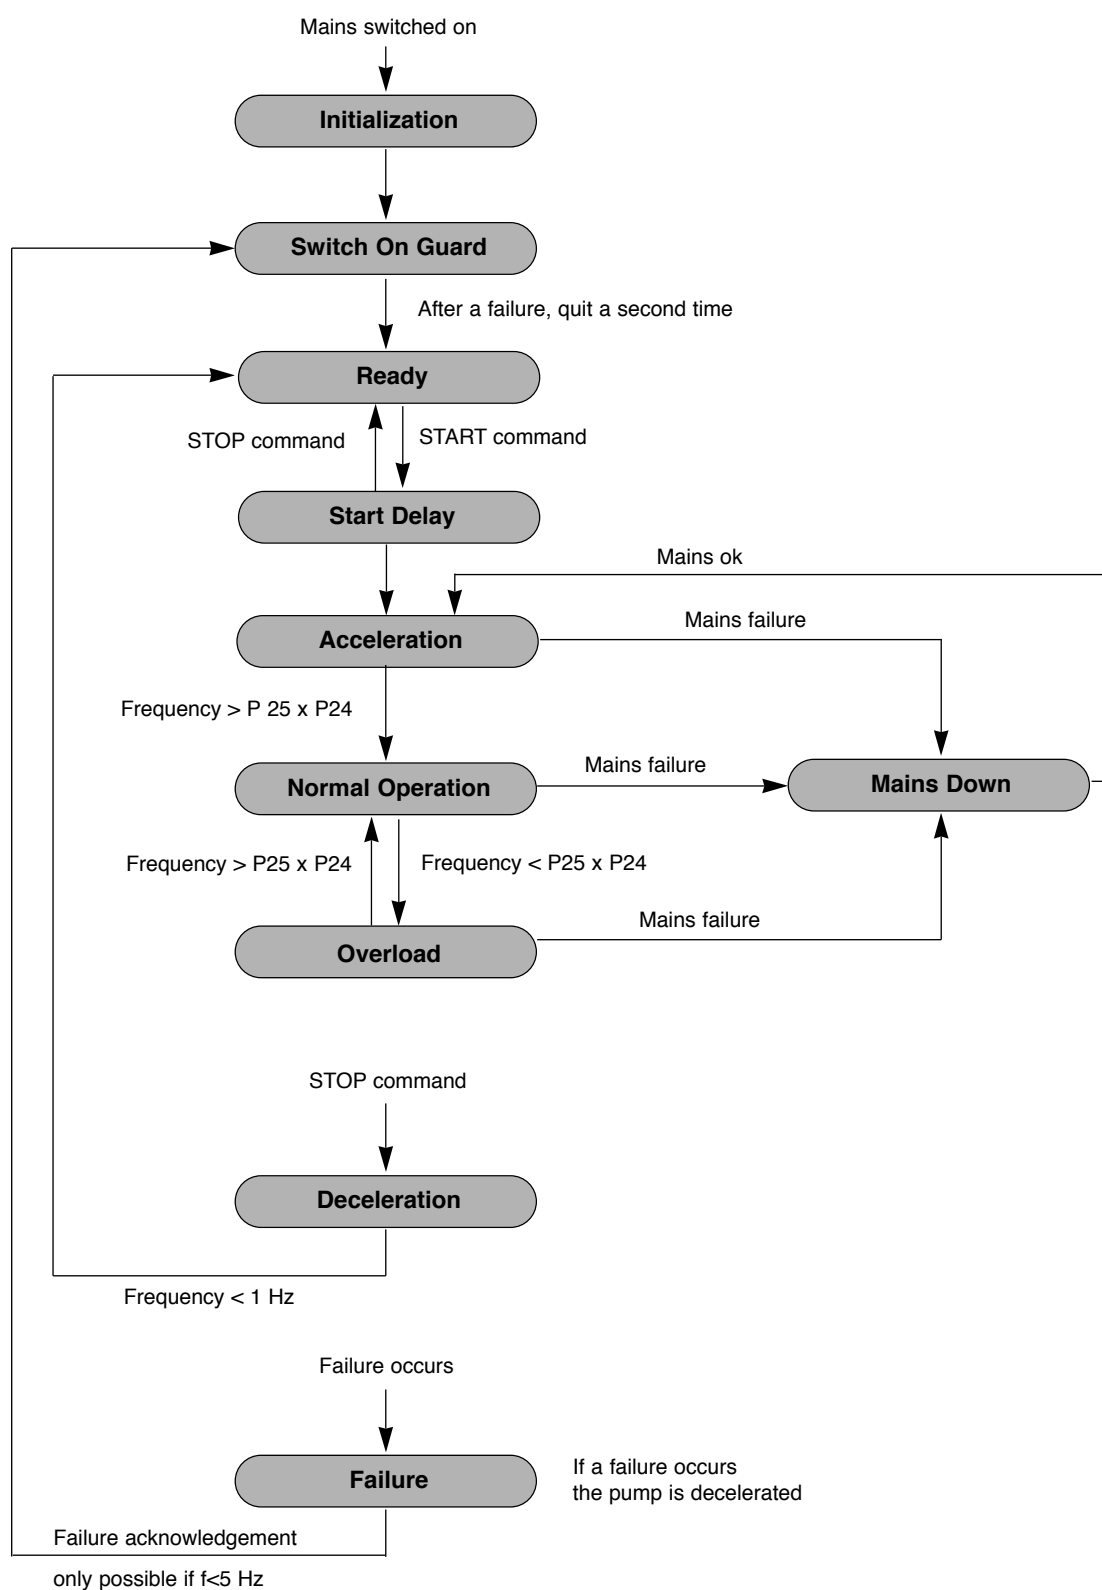 Mains switched on
Initialization
Switch On Guard
After a failure, quit a second time
Ready
STOP command
START command
Start Delay
Mains ok
Acceleration
Mains failure
Frequency > P 25 x P24
Normal Operation
Mains failure
Mains Down
Frequency > P25 x P24
Frequency < P25 x P24
Overload
Mains failure
STOP command
Deceleration
Frequency < 1 Hz
Failure occurs
Failure
If a failure occurs
the pump is decelerated
Failure acknowledgement
only possible if f<5 Hz